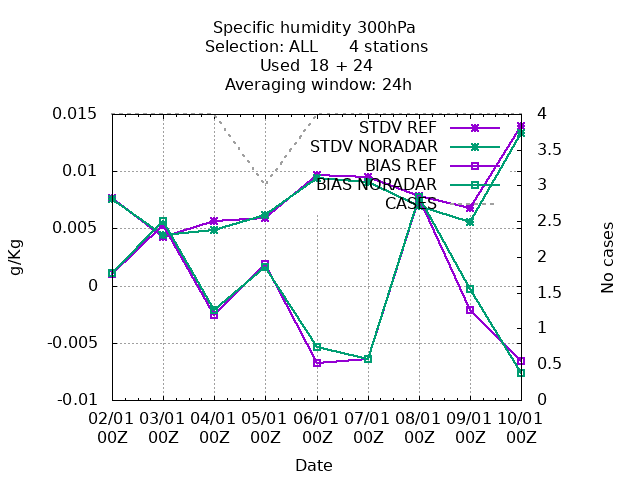 Specific humidity 300hPa
Selection: ALL 4 stations
Used 18 + 24
Averaging window: 24h
0.015
0.01
0.005
0
-0.005
-0.01
g/Kg
STDV REF
STDV NORADAR
BIAS REF
BIAS NORADAR
CASES
4
3.5
3
2.5
2
1.5
1
0.5
0
No cases
02/01 03/01 04/01 05/01 06/01 07/01 08/01 09/01 10/01
00Z 00Z 00Z 00Z 00Z 00Z 00Z 00Z 00Z
Date